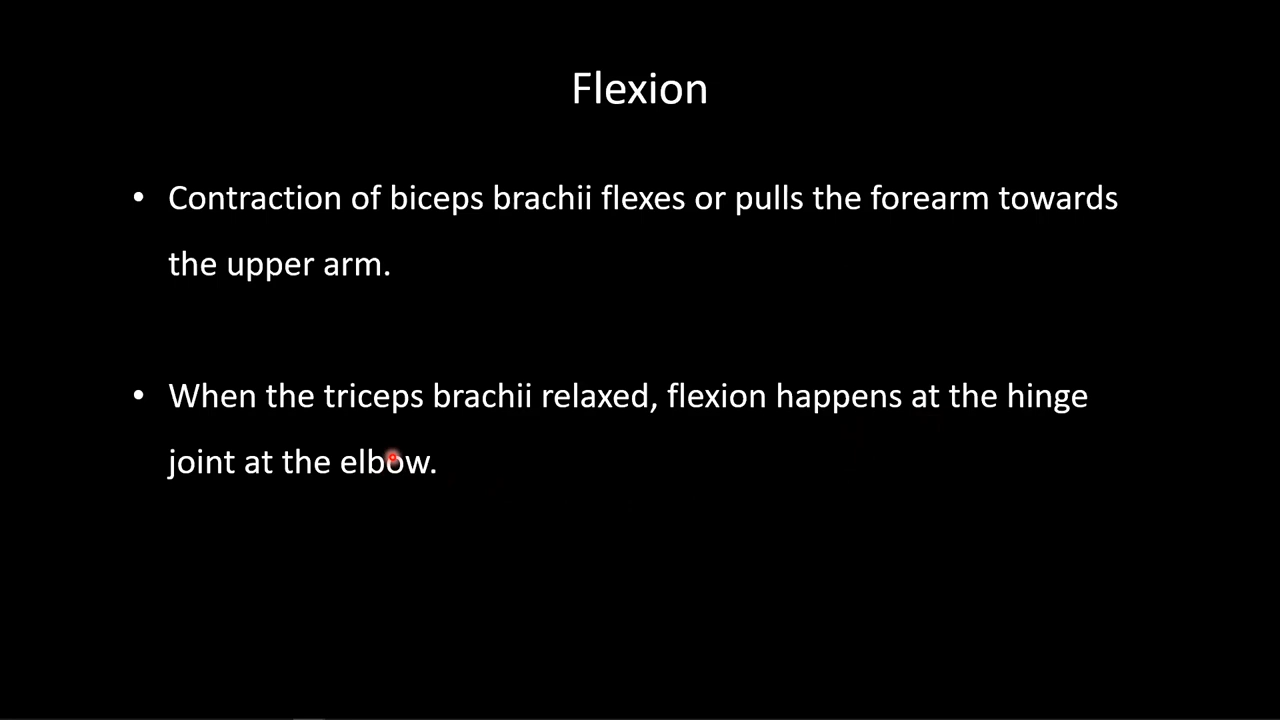 Flexion
• Contraction of biceps brachii flexes or pulls the forearm towards
the upper arm.
• When the triceps brachii relaxed, flexion happens at the hinge
joint at the elbow.